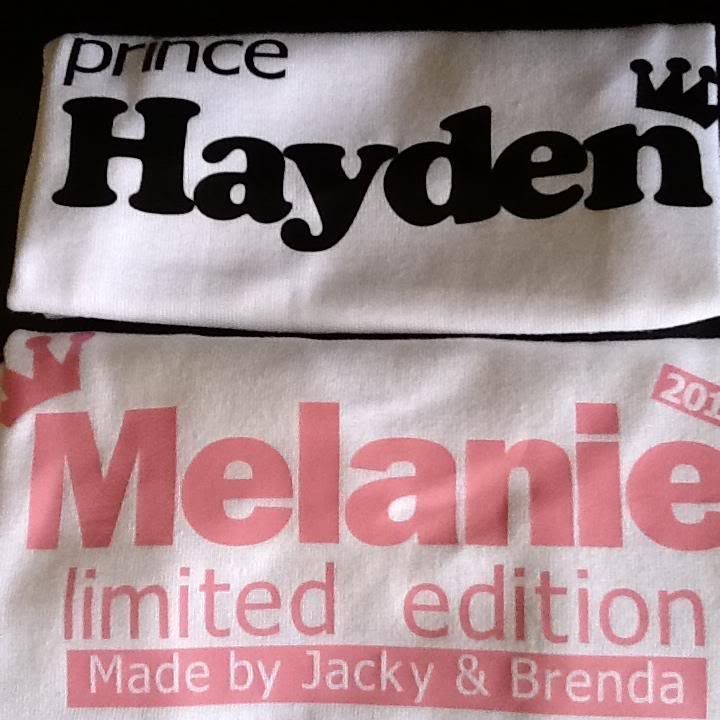 prince
Hayden
Melanie
limited edition
Made by Jacky & Brenda